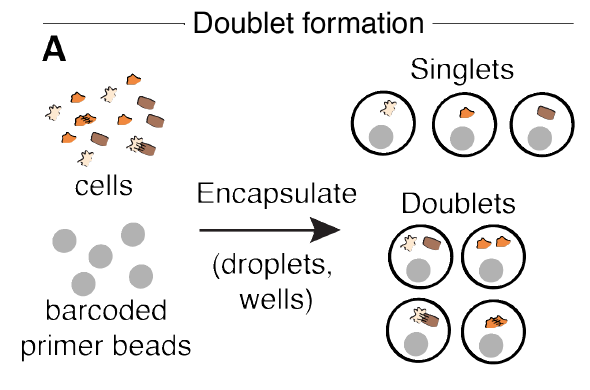 Doublet formation
A
cells
barcoded
primer beads
Encapsulate
(droplets,
wells)
Singlets
Doublets